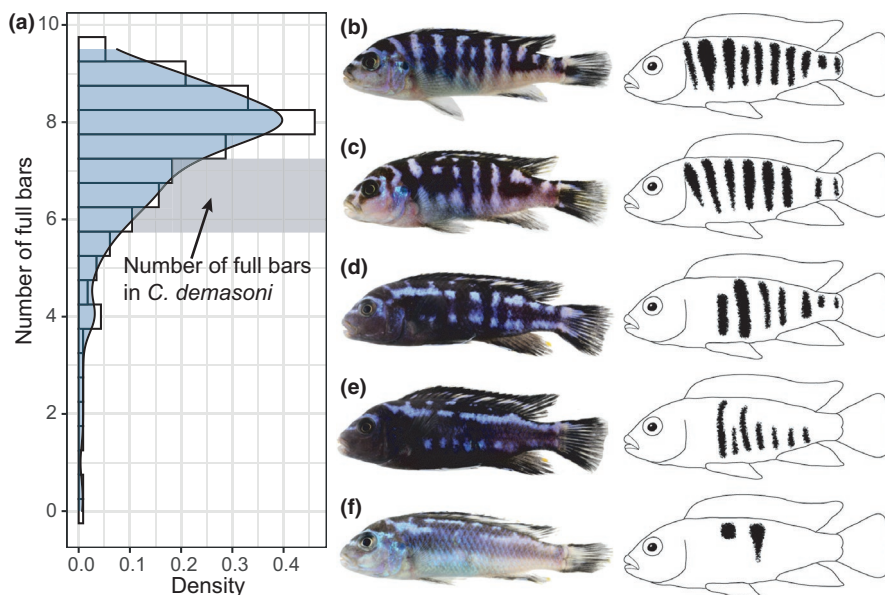 (a)
10
8
6
4
2
0
Number of full bars
Number of full bars
in C. demasoni
0.0 0.1 0.2 0.3 0.4
Density
(b)
(c)
(d)
(e)
(f)